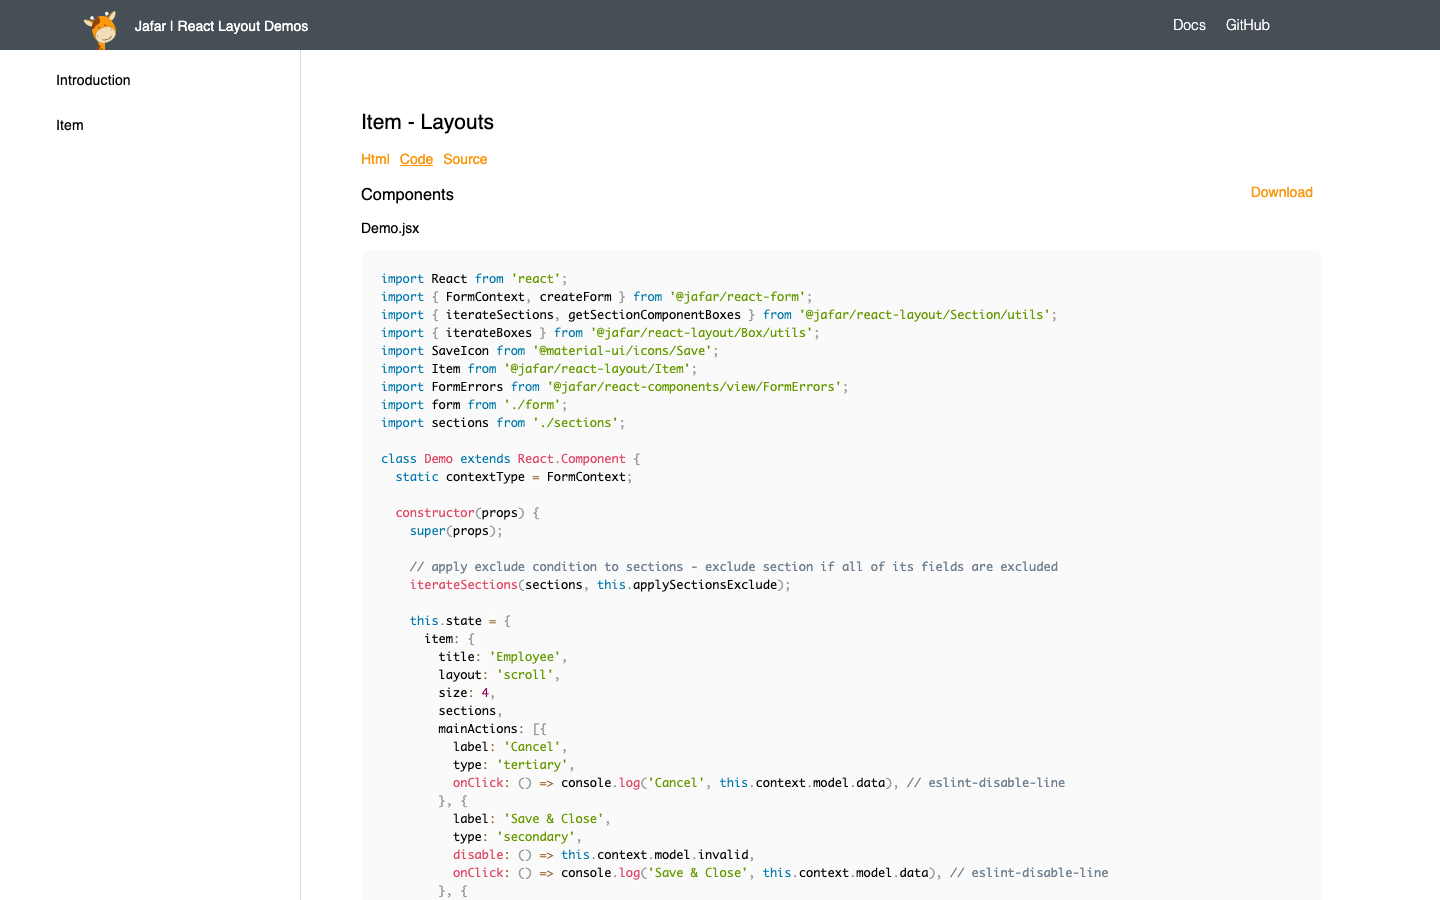 Jafar | React Layout Demos
Docs GitHub
Introduction
Item
Item - Layouts
Html Code Source
Components
Download
Demo.jsx
import React from 'react';
import { FormContext, createForm } from '@jafar/react-form';
import { iterateSections, getSectionComponentBoxes } from '@jafar/react-layout/Section/utils';
import { iterateBoxes } from '@jafar/react-layout/Box/utils';
import SaveIcon from '@material-ui/icons/Save';
import Item from '@jafar/react-layout/Item';
import FormErrors from '@jafar/react-components/view/FormErrors';
import form from './form';
import sections from './sections';

class Demo extends React.Component {
  static contextType = FormContext;

  constructor(props) {
    super(props);

    // apply exclude condition to sections - exclude section if all of its fields are excluded
    iterateSections(sections, this.applySectionsExclude);

    this.state = {
      item: {
        title: 'Employee',
        layout: 'scroll',
        size: 4,
        sections,
        mainActions: [{
          label: 'Cancel',
          type: 'tertiary',
          onClick: () => console.log('Cancel', this.context.model.data), // eslint-disable-line
        }, {
          label: 'Save & Close',
          type: 'secondary',
          disable: () => this.context.model.invalid,
          onClick: () => console.log('Save & Close', this.context.model.data), // eslint-disable-line
        }, {